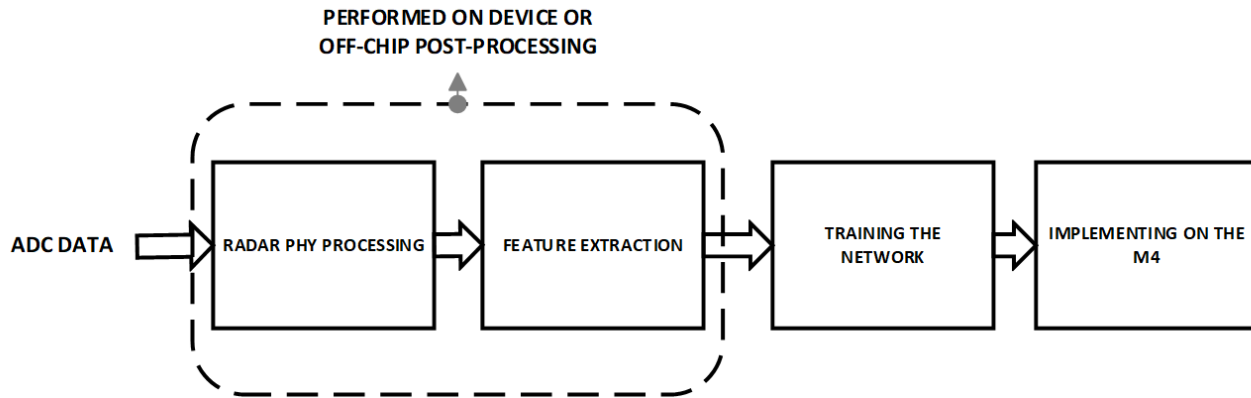 PERFORMED ON DEVICE OR
OFF-CHIP POST-PROCESSING
ADC DATA
RADAR PHY PROCESSING
FEATURE EXTRACTION
TRAINING THE
NETWORK
IMPLEMENTING ON THE
M4